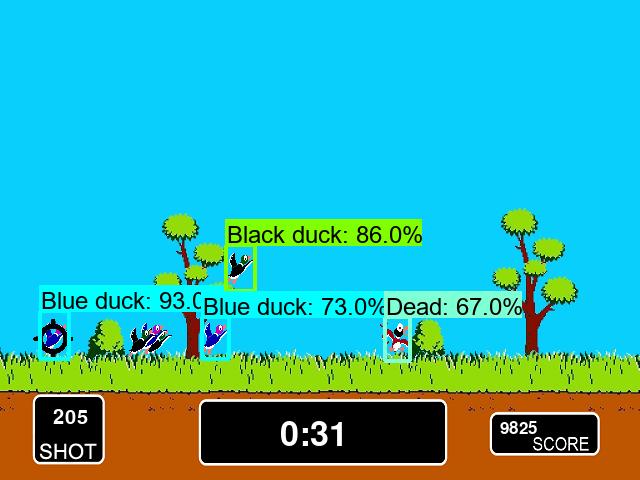 Black duck: 86.0%
Blue duck: 93.0
Blue duck: 73.0%
Dead: 67.0%
205
SHOT
0:31
9825
SCORE